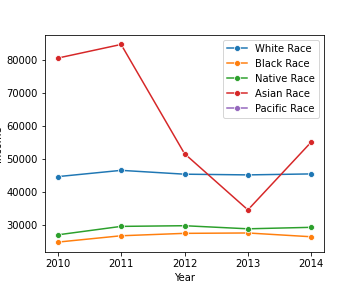 White Race
Black Race
Native Race
Asian Race
Pacific Race
80000
70000
60000
50000
40000
30000
2010 2011 2012 2013 2014
Year